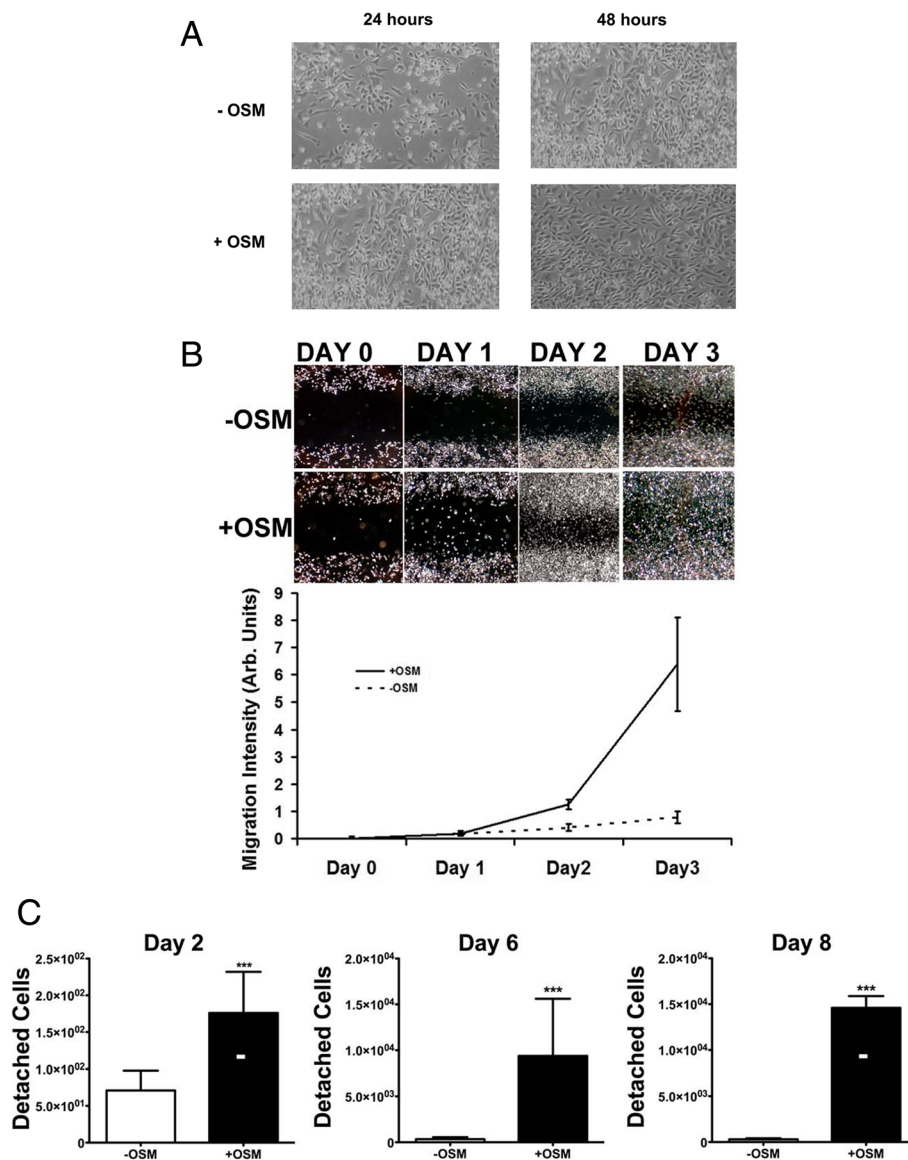 A
24 hours
48 hours
- OSM
+ OSM
B
DAY 0 DAY 1 DAY 2 DAY 3
-OSM
+OSM
Migration Intensity (Arb. Units)
9
8
7
6
5
4
3
2
1
0
+OSM
-OSM
Day 0 Day 1 Day2 Day3
C
Day 2
Detached Cells
2.5×10⁰²
2.0×10⁰²
1.5×10⁰²
1.0×10⁰²
5.0×10⁰¹
0
***
-OSM +OSM
Day 6
Detached Cells
2.0×10⁰⁴
1.5×10⁰⁴
1.0×10⁰⁴
5.0×10⁰³
0
***
-OSM +OSM
Day 8
Detached Cells
2.0×10⁰⁴
1.5×10⁰⁴
1.0×10⁰⁴
5.0×10⁰³
0
***
-OSM +OSM